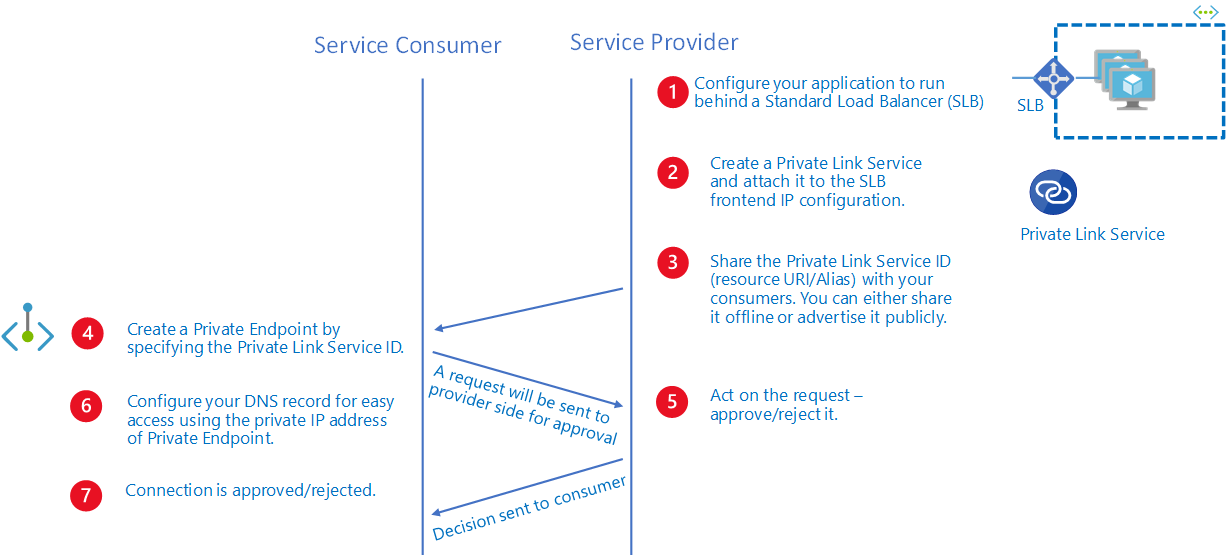 Service Consumer
Service Provider
1
Configure your application to run
behind a Standard Load Balancer (SLB)
SLB
2
Create a Private Link Service
and attach it to the SLB
frontend IP configuration.
Private Link Service
3
Share the Private Link Service ID
(resource URI/Alias) with your
consumers. You can either share
it offline or advertise it publicly.
4
Create a Private Endpoint by
specifying the Private Link Service ID.
A request will be sent to
provider side for approval
5
Act on the request –
approve/reject it.
6
Configure your DNS record for easy
access using the private IP address
of Private Endpoint.
7
Connection is approved/rejected.
Decision sent to consumer